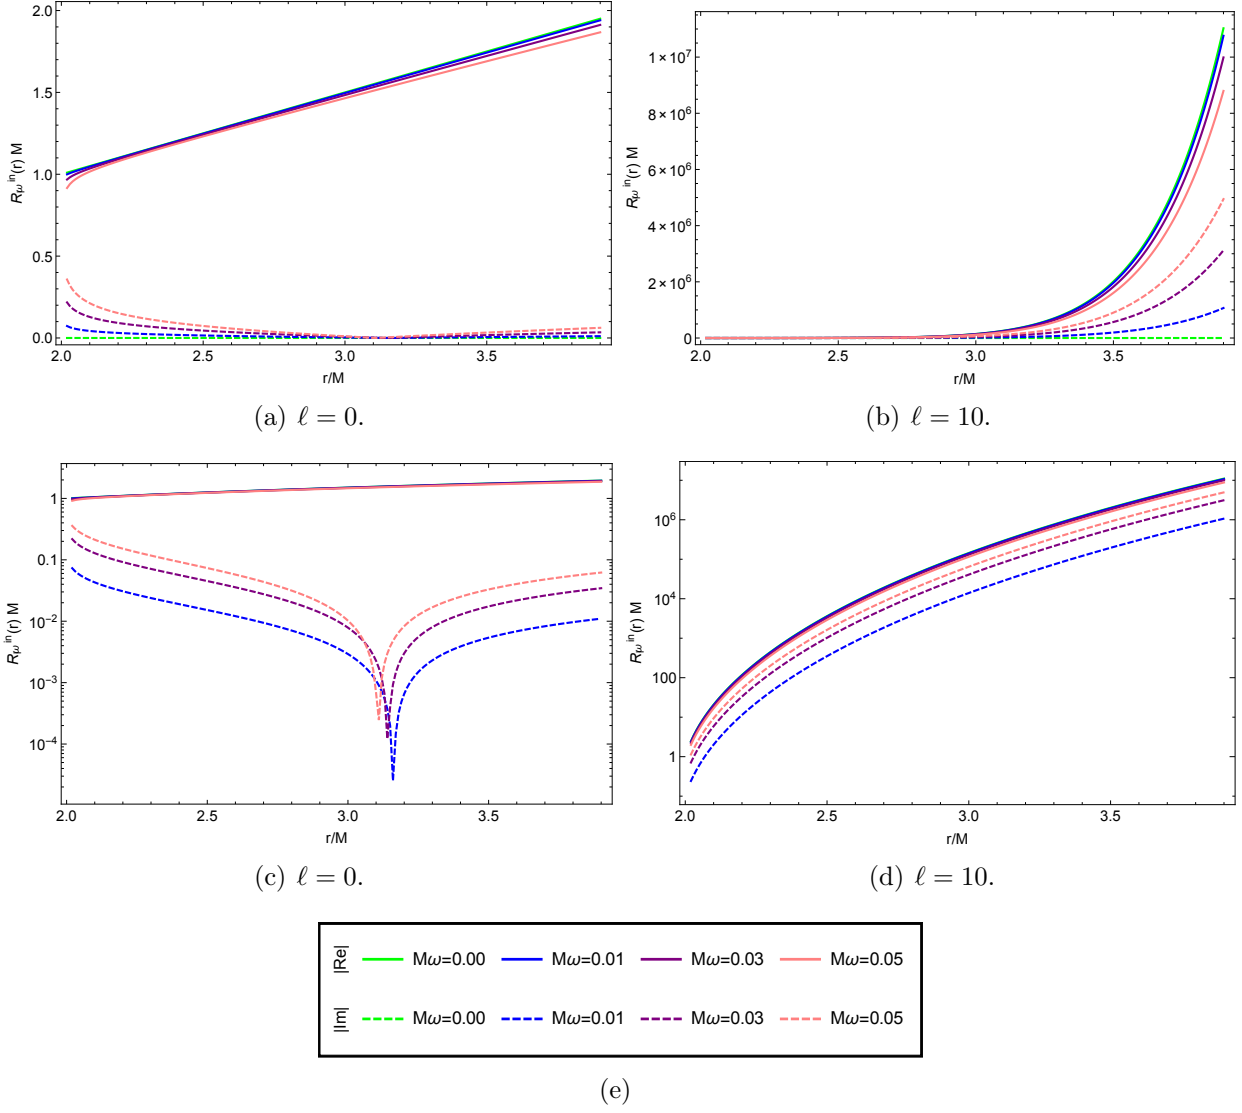 2.0
1.5
1.0
0.5
0.0
2.0 2.5 3.0 3.5
r/M
R_ℓω^in(r) M
(a) ℓ = 0.
1×10^7
8×10^6
6×10^6
4×10^6
2×10^6
0
2.0 2.5 3.0 3.5
r/M
R_ℓω^in(r) M
(b) ℓ = 10.
1
0.1
10^-2
10^-3
10^-4
2.0 2.5 3.0 3.5
r/M
R_ℓω^in(r) M
(c) ℓ = 0.
10^6
10^4
100
1
2.0 2.5 3.0 3.5
r/M
R_ℓω^in(r) M
(d) ℓ = 10.
|Re| Mω=0.00 Mω=0.01 Mω=0.03 Mω=0.05
|Im| Mω=0.00 Mω=0.01 Mω=0.03 Mω=0.05
(e)